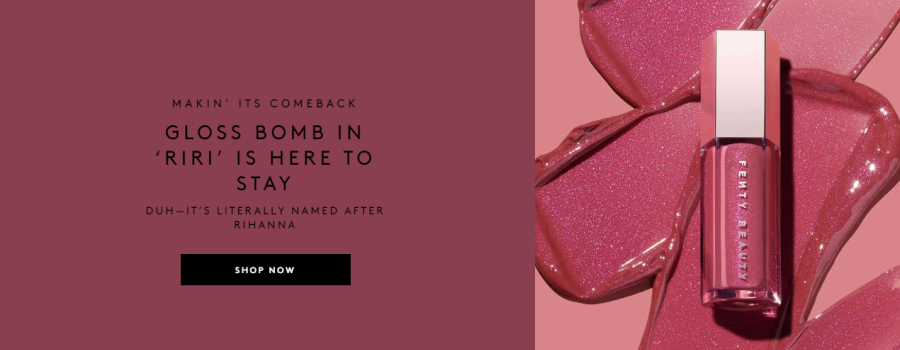 MAKIN' ITS COMEBACK
GLOSS BOMB IN
‘RIRI’ IS HERE TO
STAY
DUH—IT'S LITERALLY NAMED AFTER
RIHANNA
SHOP NOW
FENTY BEAUTY